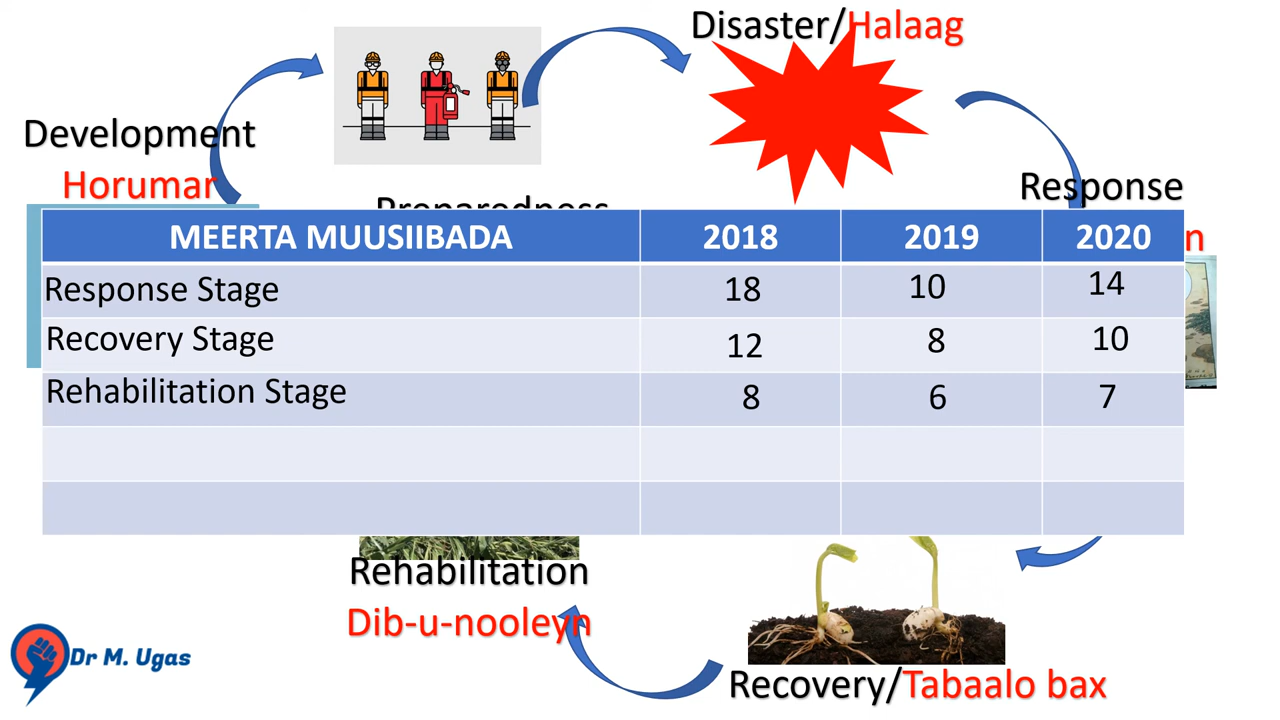 Disaster/Halaag
Development
Horumar
Response
Preparedness
MEERTA MUUSIIBADA 2018 2019 2020
Response Stage 18 10 14
Recovery Stage 12 8 10
Rehabilitation Stage 8 6 7
Rehabilitation
Dib-u-nooleyn
Dr M. Ugas
Recovery/Tabaalo bax